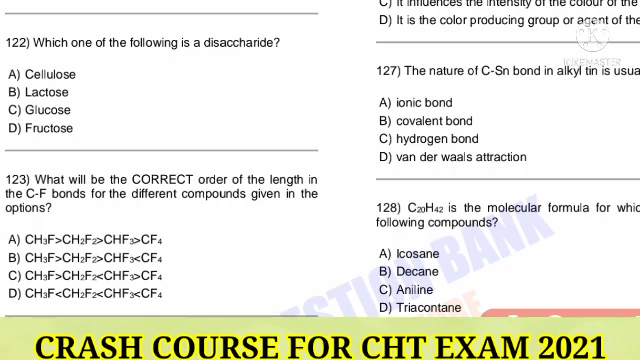 122) Which one of the following is a disaccharide?
A) Cellulose
B) Lactose
C) Glucose
D) Fructose
123) What will be the CORRECT order of the length in
the C-F bonds for the different compounds given in the
options?
A) CH₃F>CH₂F₂>CHF₃>CF₄
B) CH₃F>CH₂F₂>CHF₃<CF₄
C) CH₃F>CH₂F₂<CHF₃>CF₄
D) CH₃F<CH₂F₂<CHF₃<CF₄
C) It influences the intensity of the colour of the
D) It is the color producing group or agent of the
127) The nature of C-Sn bond in alkyl tin is usua
A) ionic bond
B) covalent bond
C) hydrogen bond
D) van der waals attraction
128) C₂₀H₄₂ is the molecular formula for whic
following compounds?
A) Icosane
B) Decane
C) Aniline
D) Triacontane
KINEMASTER
ESTION BANK
CRASH COURSE FOR CHT EXAM 2021